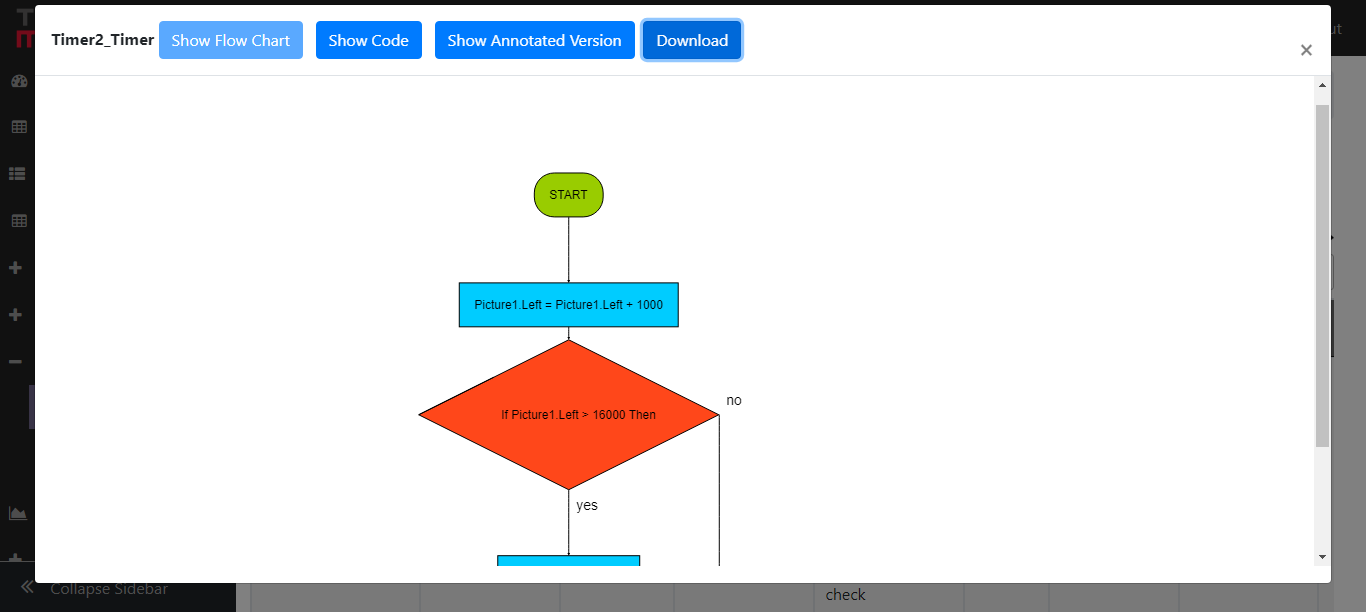 Timer2_Timer Show Flow Chart Show Code Show Annotated Version Download
×
START
Picture1.Left = Picture1.Left + 1000
If Picture1.Left > 16000 Then
no
yes
Collapse Sidebar
check